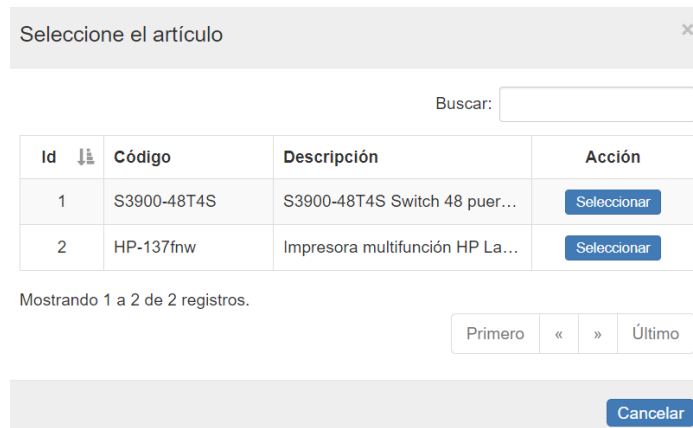 Seleccione el artículo ×
Buscar:
Id Código Descripción Acción
1 S3900-48T4S S3900-48T4S Switch 48 puer... Seleccionar
2 HP-137fnw Impresora multifunción HP La... Seleccionar
Mostrando 1 a 2 de 2 registros.
Primero « » Último
Cancelar